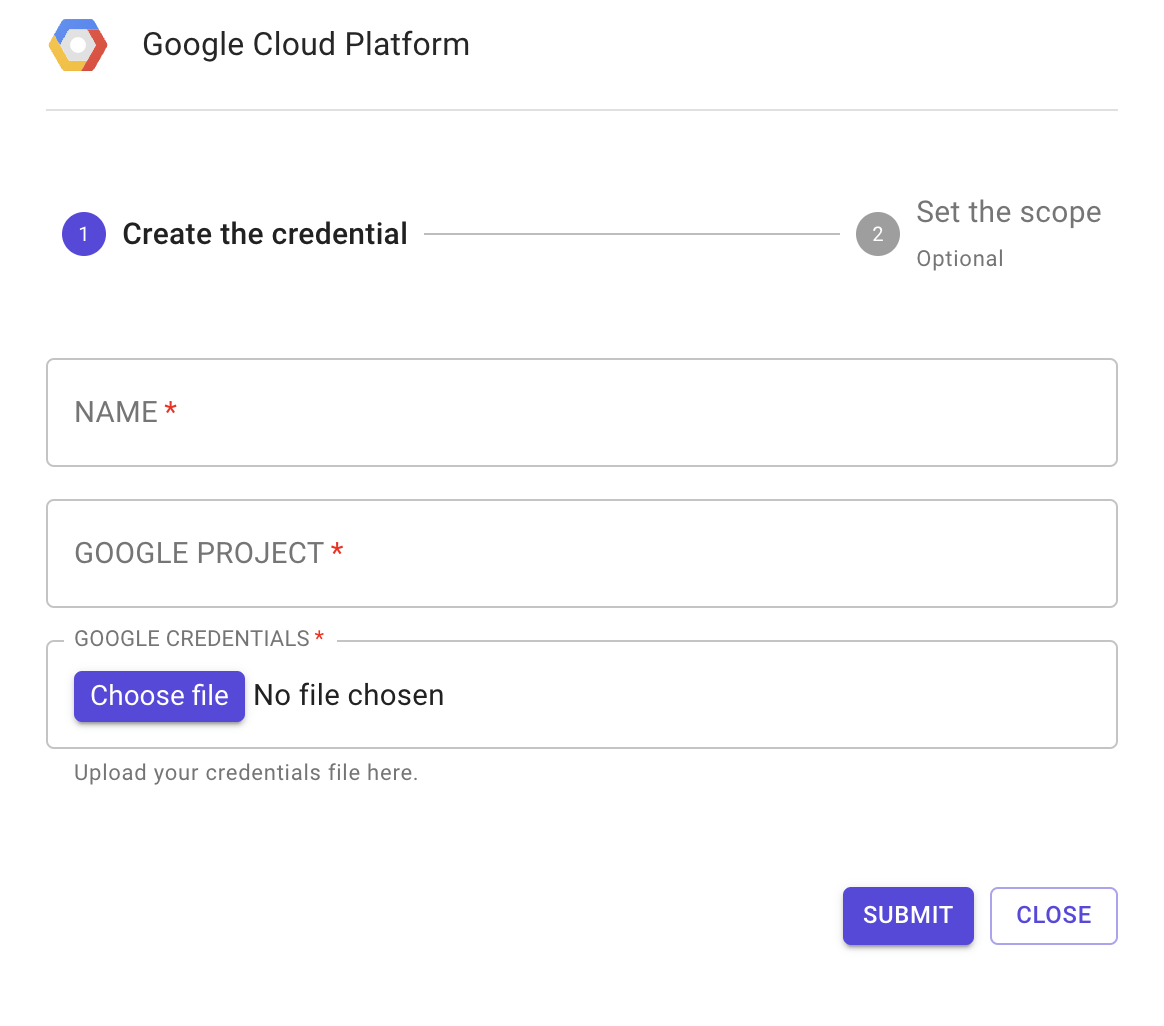 Google Cloud Platform
1 Create the credential
2 Set the scope
Optional
NAME *
GOOGLE PROJECT *
GOOGLE CREDENTIALS *
Choose file No file chosen
Upload your credentials file here.
SUBMIT CLOSE